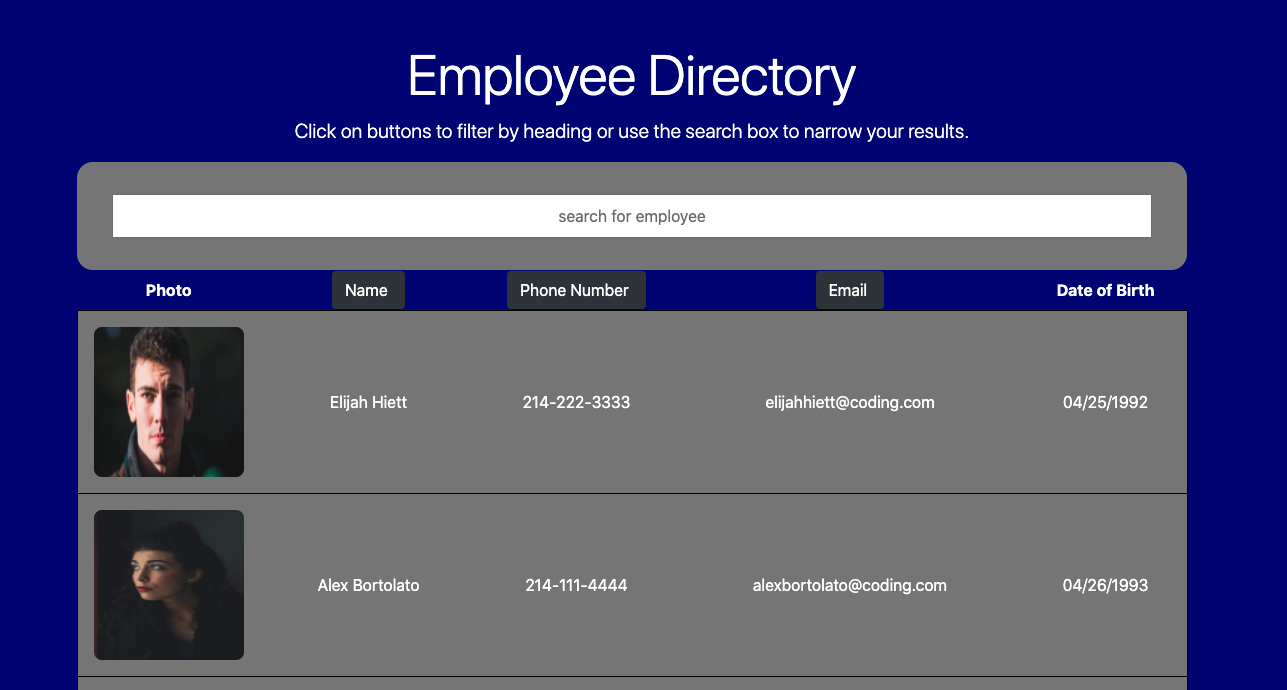 Employee Directory
Click on buttons to filter by heading or use the search box to narrow your results.
search for employee
Photo Name Phone Number Email Date of Birth
Elijah Hiett 214-222-3333 elijahhiett@coding.com 04/25/1992
Alex Bortolato 214-111-4444 alexbortolato@coding.com 04/26/1993